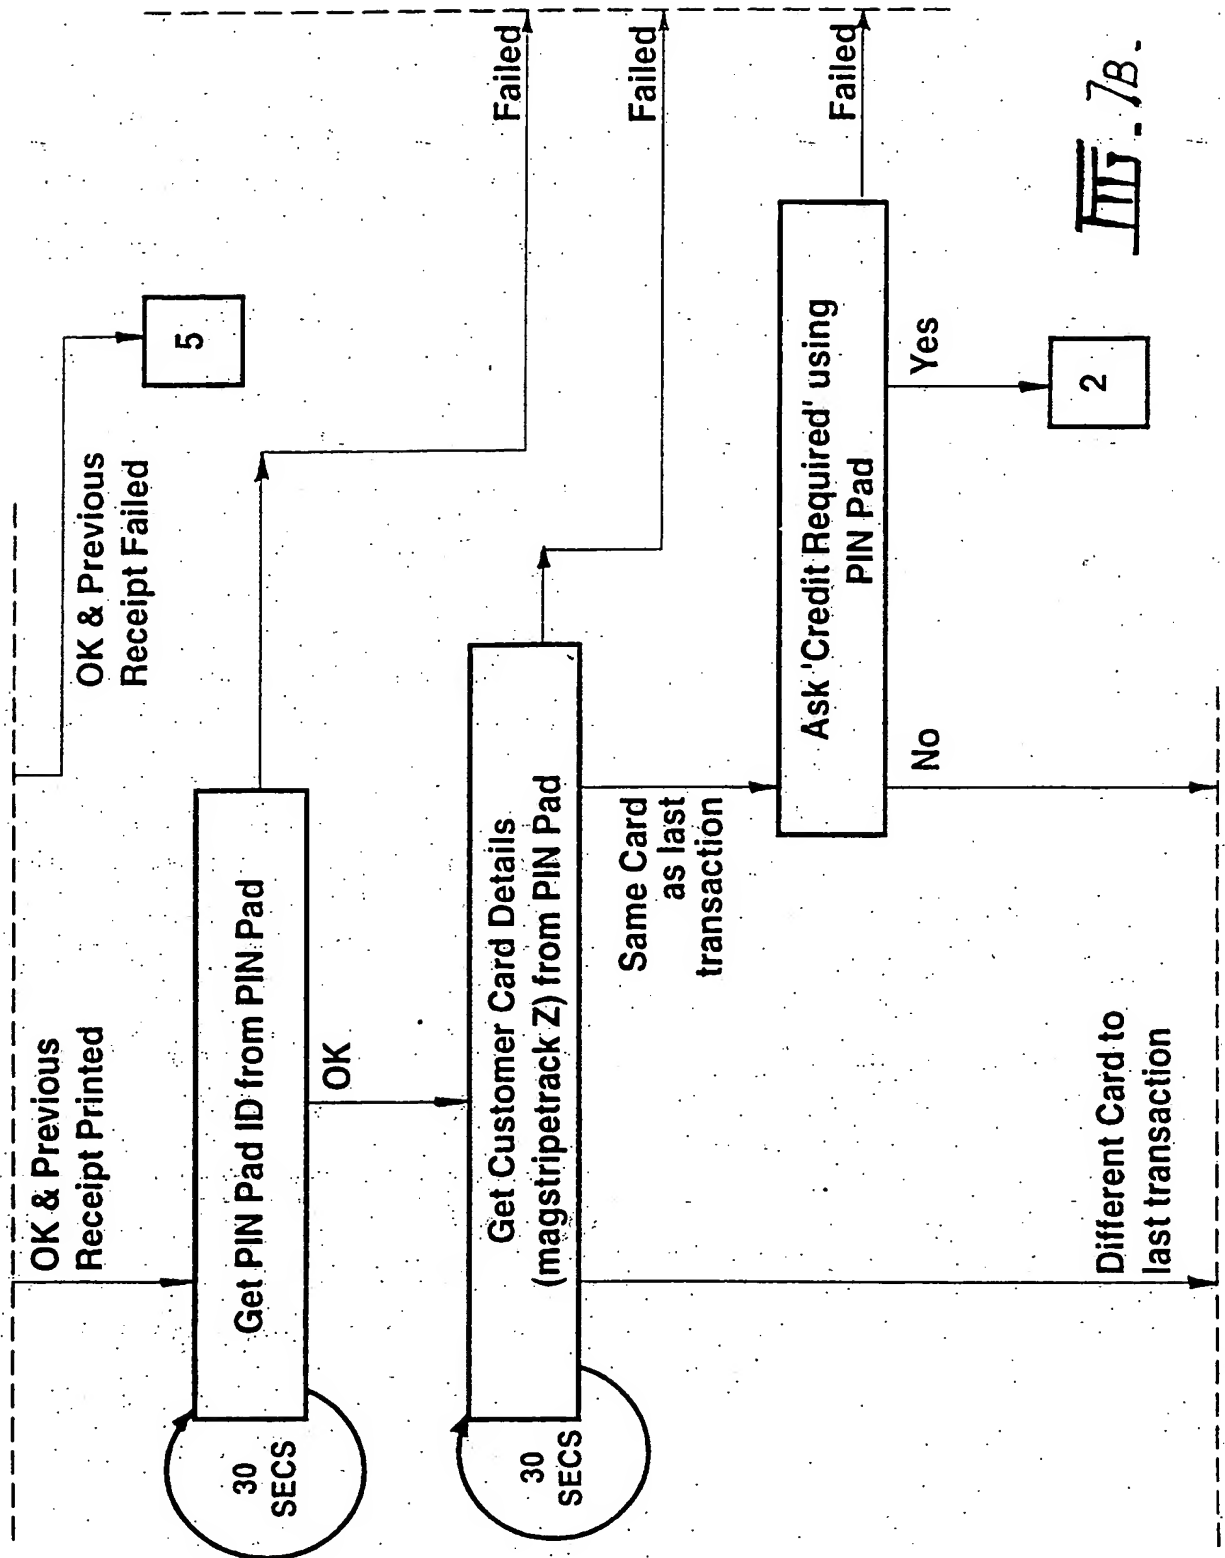 OK & Previous
Receipt Printed
OK & Previous
Receipt Failed
5
Get PIN Pad ID from PIN Pad
30
SECS
OK
Failed
Get Customer Card Details
(magstripetrack Z) from PIN Pad
30
SECS
Failed
Same Card
as last
transaction
Ask 'Credit Required' using
PIN Pad
Failed
Different Card to
last transaction
No
Yes
2
FIG. 7B.